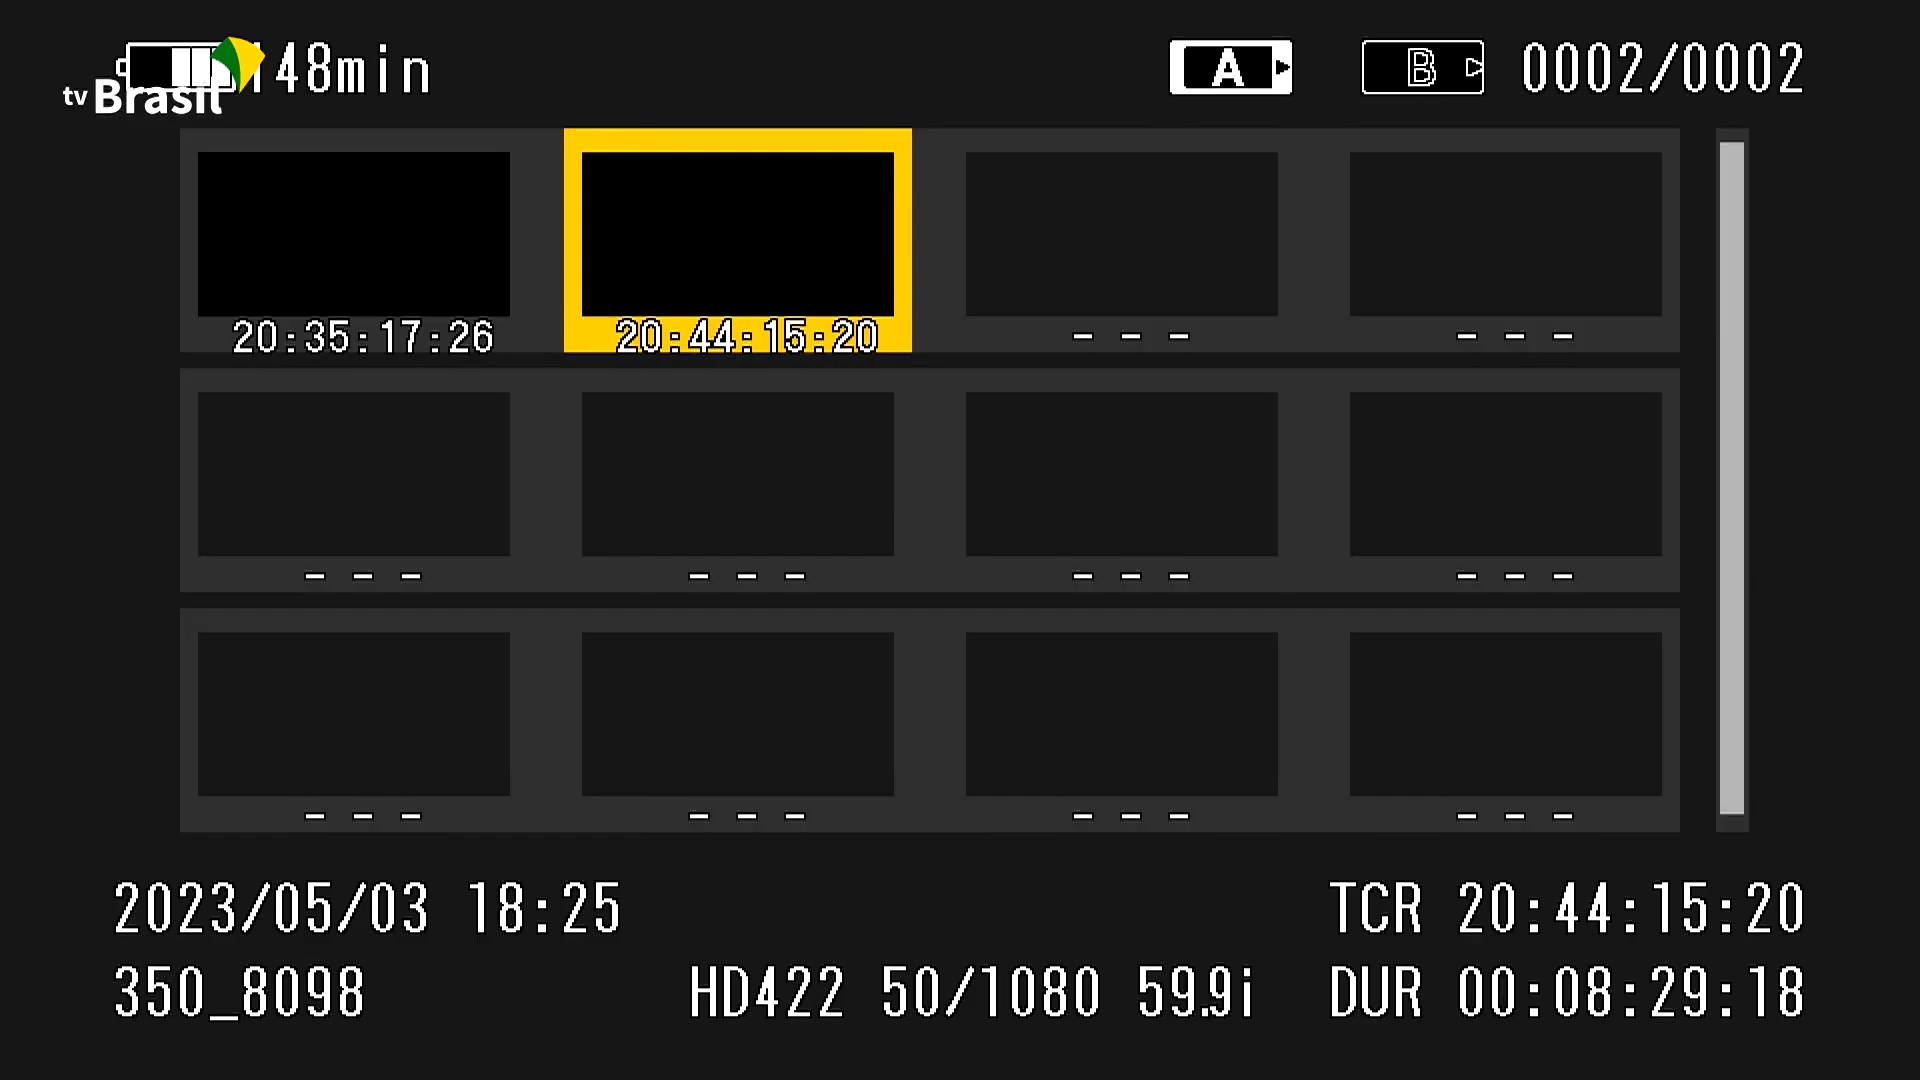 148min
A
B
0002/0002
tv Brasil
20:35:17:26
20:44:15:20
- - -
- - -
- - -
- - -
- - -
- - -
- - -
- - -
- - -
- - -
2023/05/03 18:25
TCR 20:44:15:20
350_8098
HD422 50/1080 59.9i
DUR 00:08:29:18